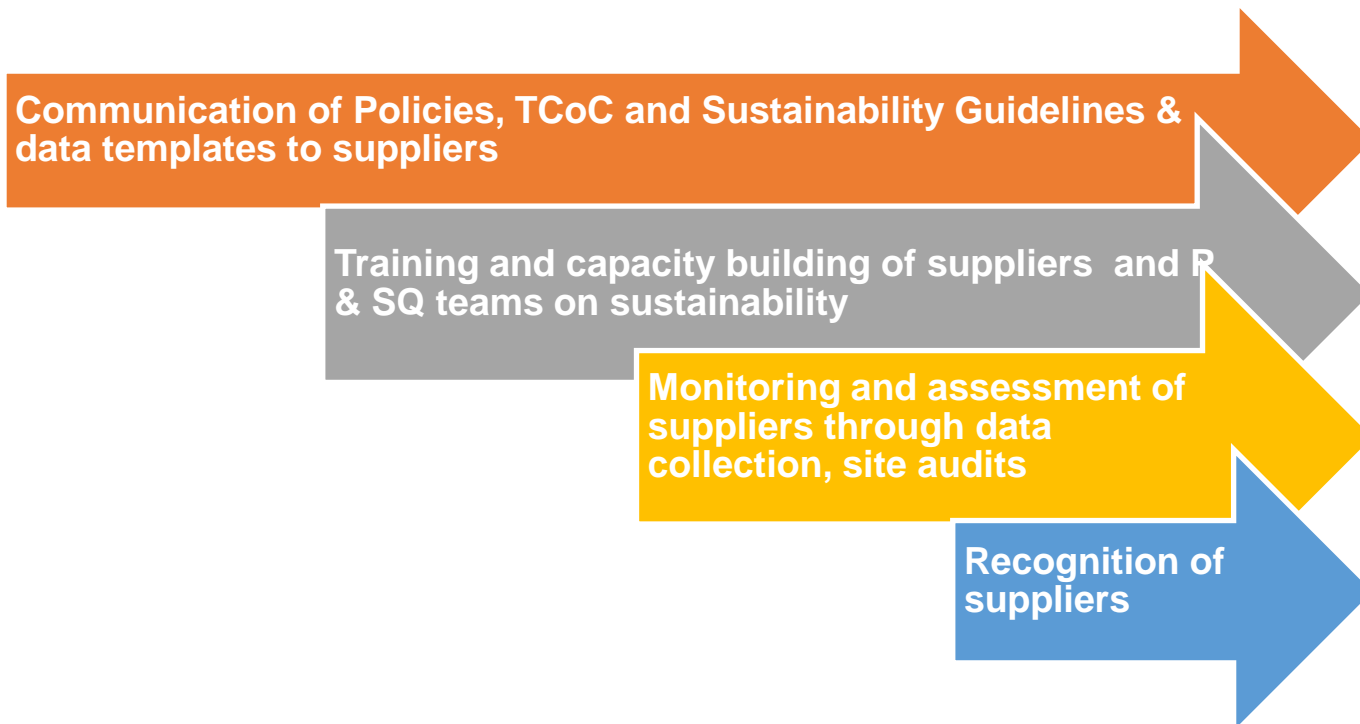 Communication of Policies, TCoC and Sustainability Guidelines &
data templates to suppliers
Training and capacity building of suppliers and P
& SQ teams on sustainability
Monitoring and assessment of
suppliers through data
collection, site audits
Recognition of
suppliers